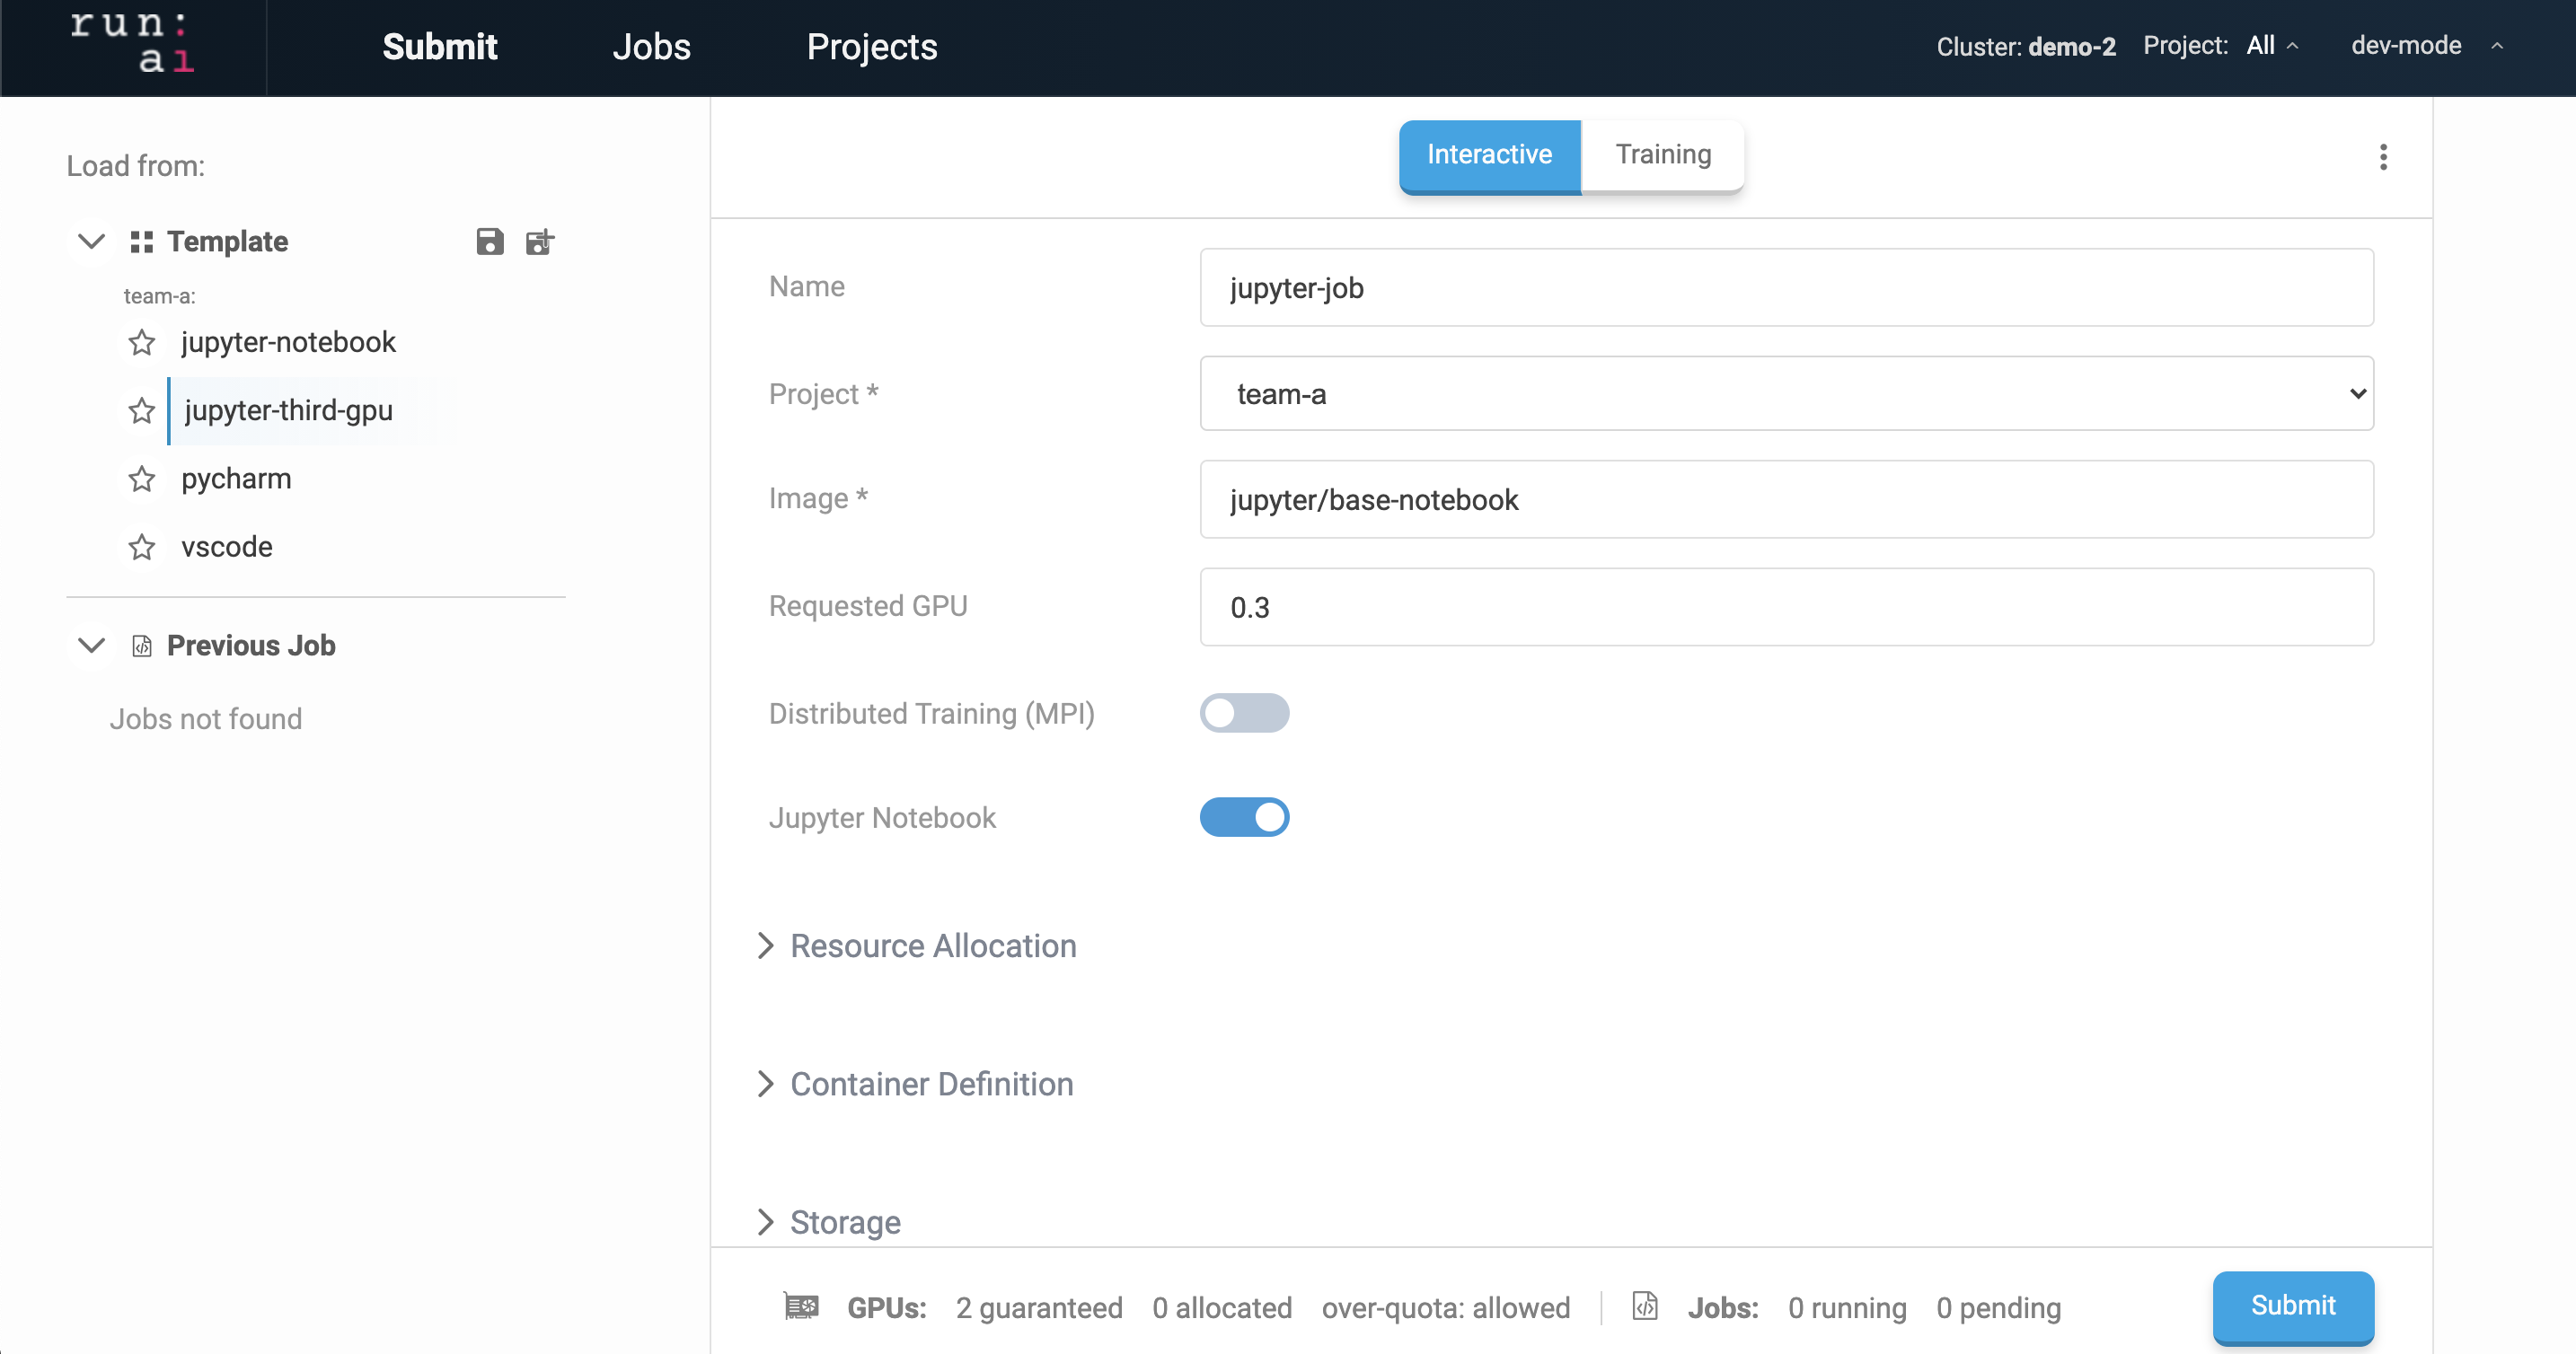 run:
ai
Submit
Jobs
Projects
Cluster: demo-2
Project: All
dev-mode
Load from:
Template
team-a:
jupyter-notebook
jupyter-third-gpu
pycharm
vscode
Previous Job
Jobs not found
Interactive
Training
Name
jupyter-job
Project *
team-a
Image *
jupyter/base-notebook
Requested GPU
0.3
Distributed Training (MPI)
Jupyter Notebook
Resource Allocation
Container Definition
Storage
GPUs: 2 guaranteed 0 allocated over-quota: allowed
Jobs: 0 running 0 pending
Submit